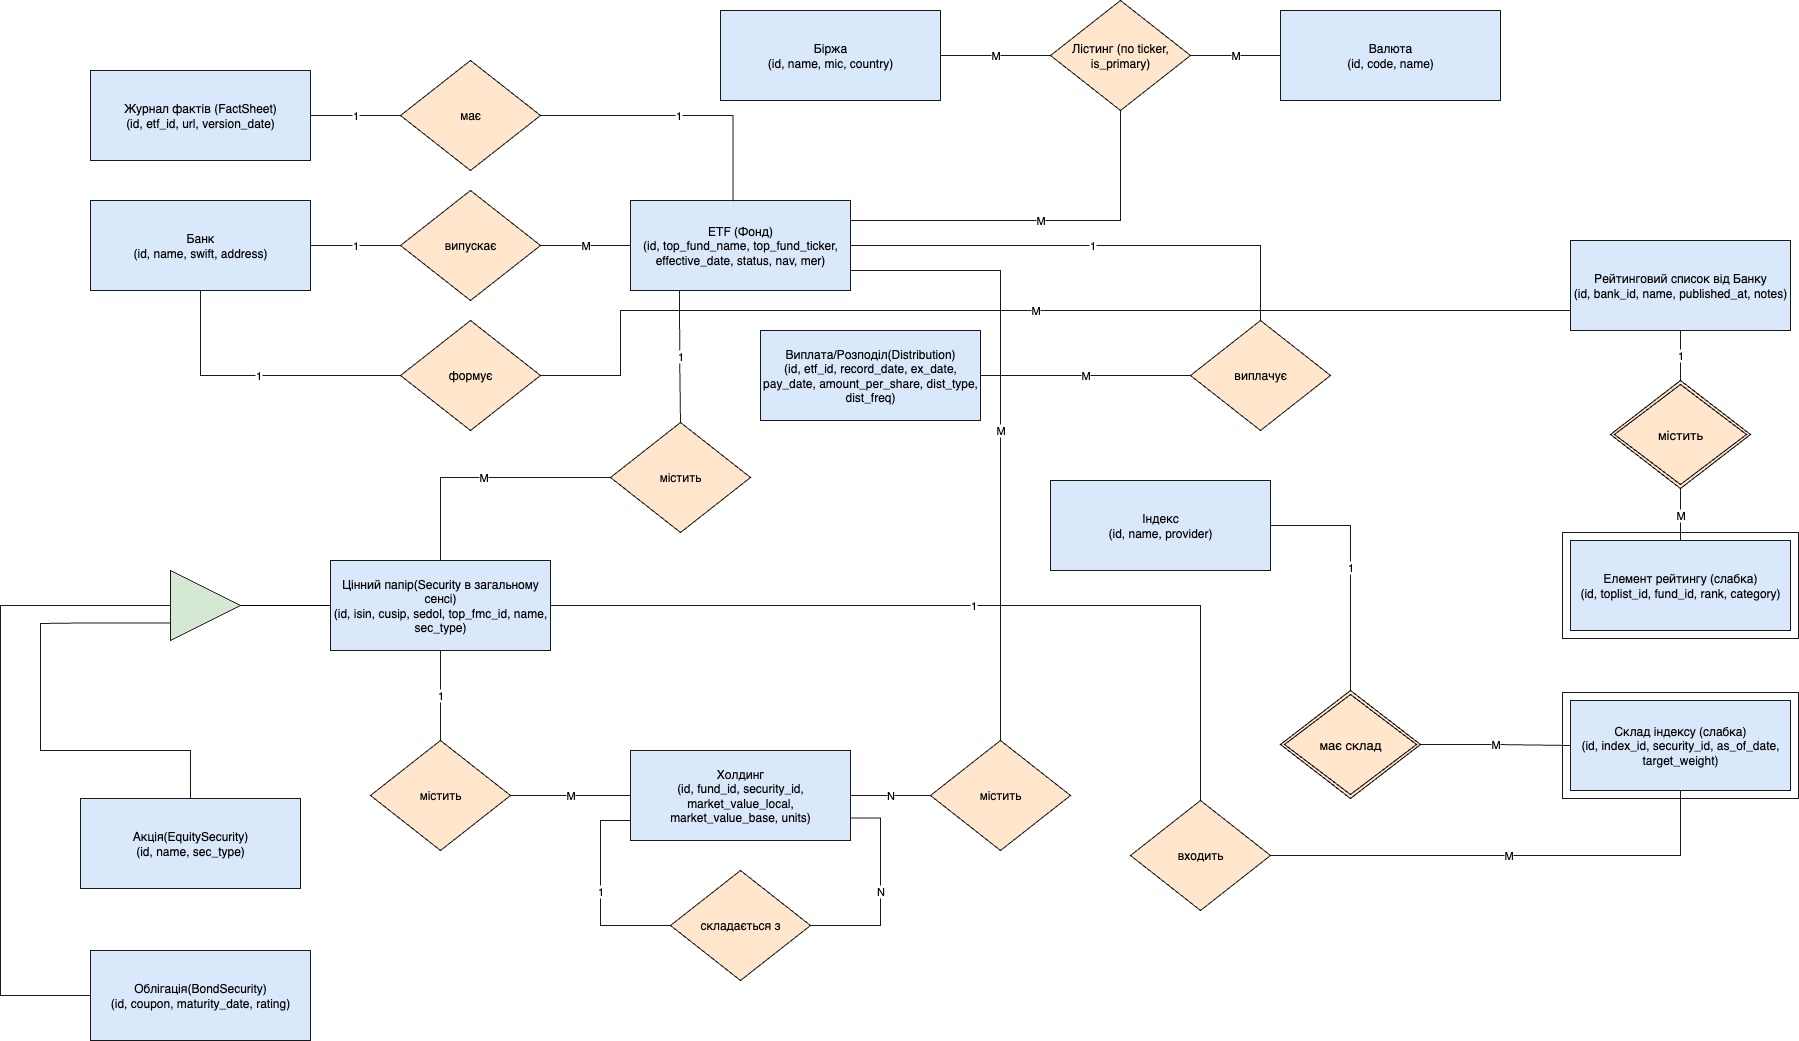 Біржа
(id, name, mic, country)
M
Лістинг (по ticker,
is_primary)
M
Валюта
(id, code, name)
Журнал фактів (FactSheet)
(id, etf_id, url, version_date)
1
має
1
Банк
(id, name, swift, address)
1
випускає
M
ETF (Фонд)
(id, top_fund_name, top_fund_ticker,
effective_date, status, nav, mer)
M
1
Рейтинговий список від Банку
(id, bank_id, name, published_at, notes)
M
1
формує
1
Виплата/Розподіл(Distribution)
(id, etf_id, record_date, ex_date,
pay_date, amount_per_share, dist_type,
dist_freq)
M
виплачує
1
містить
M
M
містить
M
Індекс
(id, name, provider)
M
1
Елемент рейтингу (слабка)
(id, toplist_id, fund_id, rank, category)
Цінний папір(Security в загальному
сенсі)
(id, isin, cusip, sedol, top_fmc_id, name,
sec_type)
1
1
має склад
M
Склад індексу (слабка)
(id, index_id, security_id, as_of_date,
target_weight)
містить
M
Холдинг
(id, fund_id, security_id,
market_value_local,
market_value_base, units)
N
містить
Акція(EquitySecurity)
(id, name, sec_type)
входить
M
1
N
складається з
Облігація(BondSecurity)
(id, coupon, maturity_date, rating)